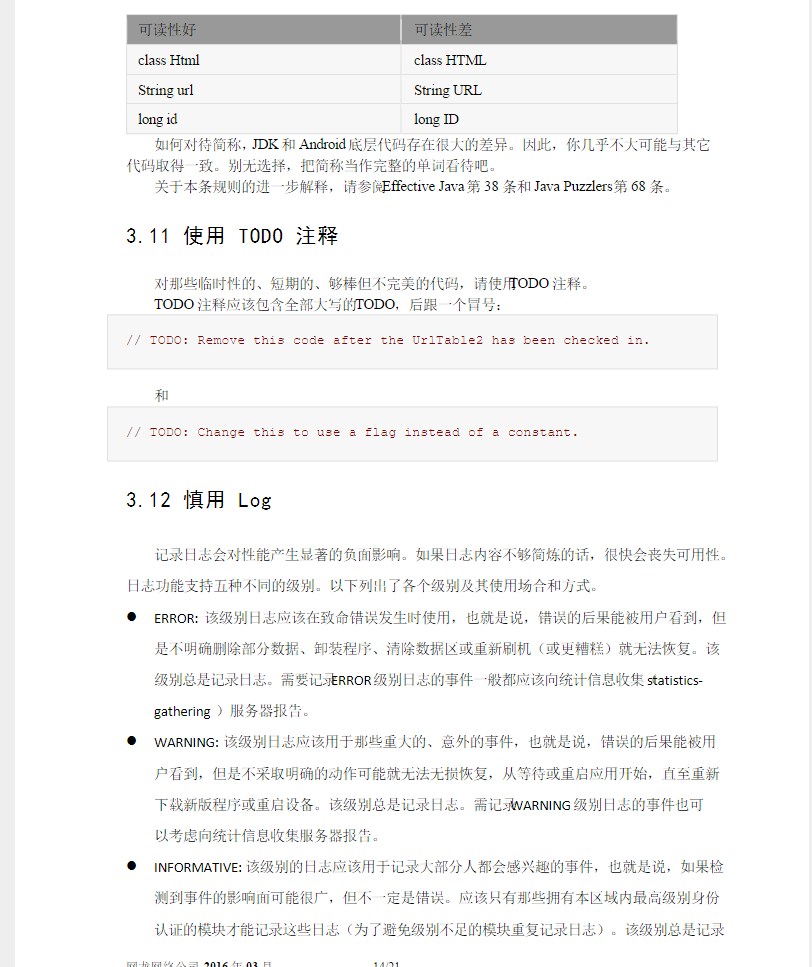 可读性好 可读性差
class Html class HTML
String url String URL
long id long ID
如何对待简称，JDK 和 Android 底层代码存在很大的差异。因此，你几乎不大可能与其它
代码取得一致。别无选择，把简称当作完整的单词看待吧。
关于本条规则的进一步解释，请参阅Effective Java 第 38 条和 Java Puzzlers 第 68 条。
3.11 使用 TODO 注释
对那些临时性的、短期的、够棒但不完美的代码，请使用TODO 注释。
TODO 注释应该包含全部大写的TODO，后跟一个冒号：
// TODO: Remove this code after the UrlTable2 has been checked in.
和
// TODO: Change this to use a flag instead of a constant.
3.12 慎用 Log
记录日志会对性能产生显著的负面影响。如果日志内容不够简炼的话，很快会丧失可用性。
日志功能支持五种不同的级别。以下列出了各个级别及其使用场合和方式。
● ERROR: 该级别日志应该在致命错误发生时使用，也就是说，错误的后果能被用户看到，但
是不明确删除部分数据、卸装程序、清除数据区或重新刷机（或更糟糕）就无法恢复。该
级别总是记录日志。需要记录ERROR 级别日志的事件一般都应该向统计信息收集 statistics-
gathering ）服务器报告。
● WARNING: 该级别日志应该用于那些重大的、意外的事件，也就是说，错误的后果能被用
户看到，但是不采取明确的动作可能就无法无损恢复，从等待或重启应用开始，直至重新
下载新版程序或重启设备。该级别总是记录日志。需记录WARNING 级别日志的事件也可
以考虑向统计信息收集服务器报告。
● INFORMATIVE: 该级别的日志应该用于记录大部分人都会感兴趣的事件，也就是说，如果检
测到事件的影响面可能很广，但不一定是错误。应该只有那些拥有本区域内最高级别身份
认证的模块才能记录这些日志（为了避免级别不足的模块重复记录日志）。该级别总是记录
网龙网络公司 2016 年 03 月 14/21